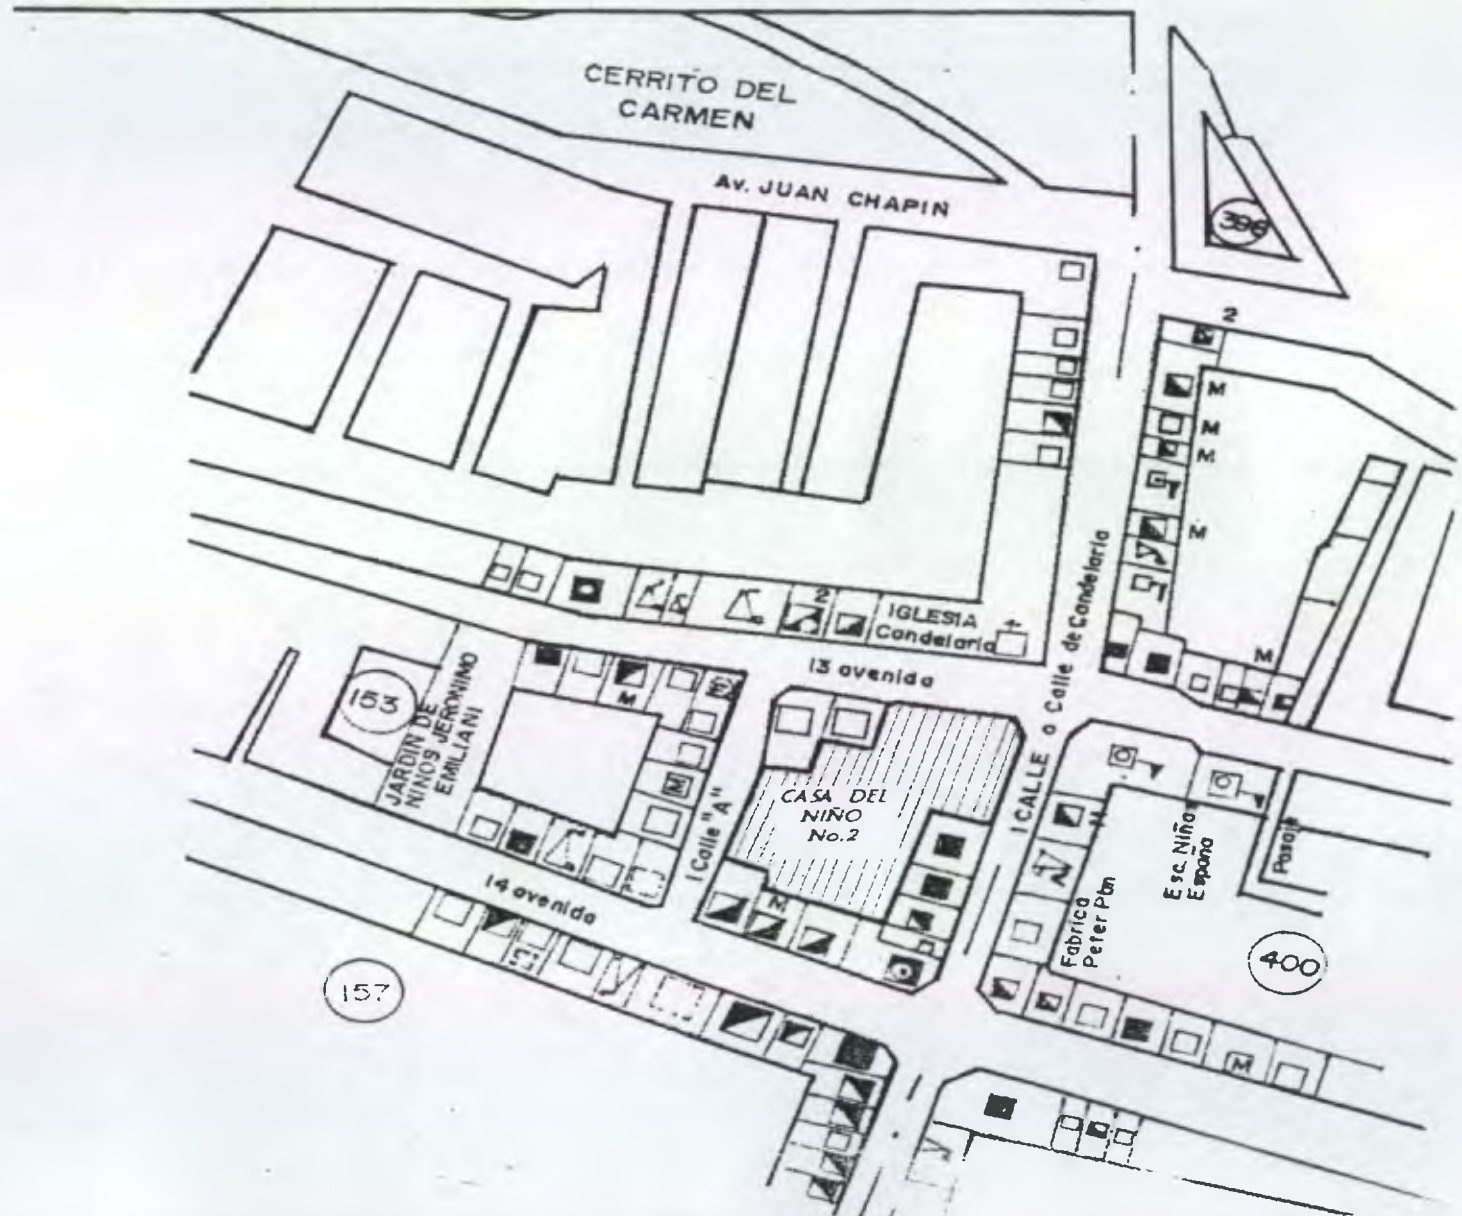 CERRITO DEL
CARMEN
AV. JUAN CHAPIN
398
2
M
M
M
M
2
IGLESIA
Candelaria
1 CALLE o Calle de Candelaria
M
13 avenida
153
JARDIN DE
NIÑOS JERONIMO
EMILIANI
M
M
M
1 Calle "A"
CASA DEL
NIÑO
No.2
M
M
Fabrica
Peter Pan
Esc. Niña
España
Pasaje
14 avenida
157
400
M